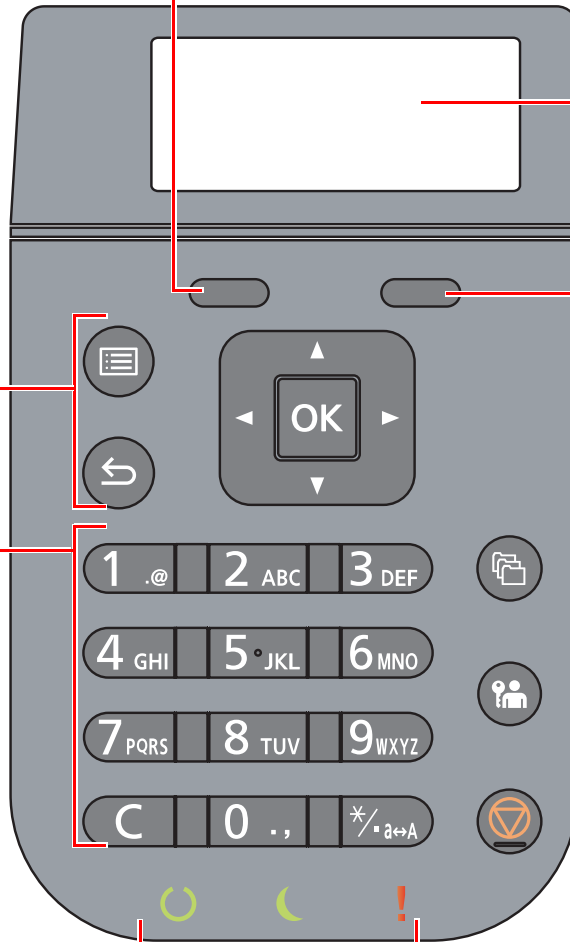 OK
1 .@ 2 ABC 3 DEF
4 GHI 5 JKL 6 MNO
7 PQRS 8 TUV 9 WXYZ
C 0 ., */. a↔A
!